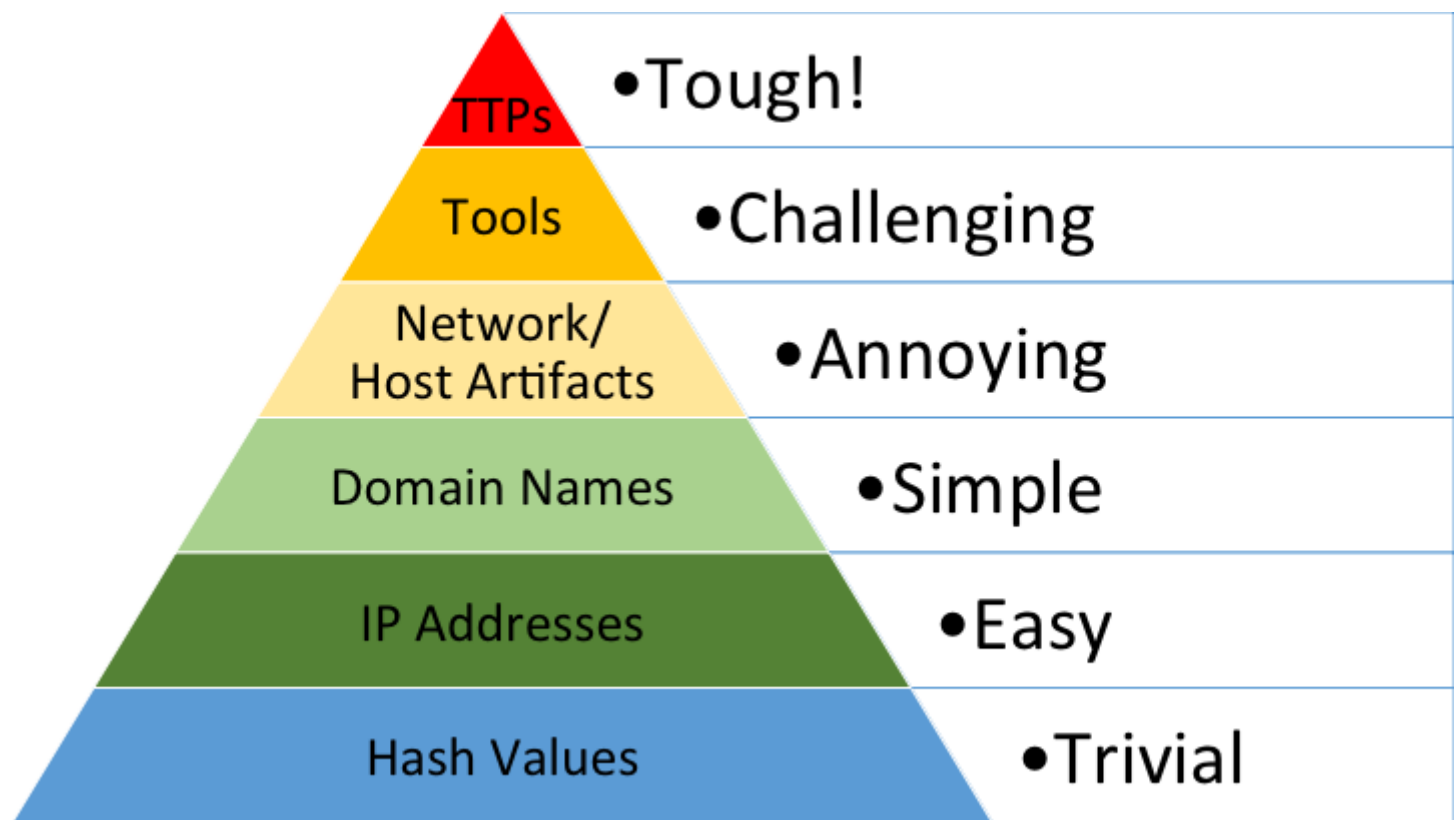 TTPs
•Tough!
Tools
•Challenging
Network/
Host Artifacts
•Annoying
Domain Names
•Simple
IP Addresses
•Easy
Hash Values
•Trivial